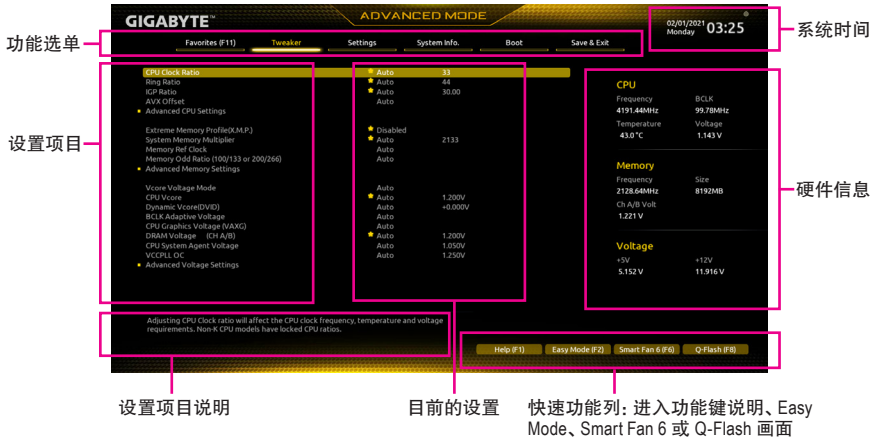 GIGABYTE™
ADVANCED MODE
02/01/2021
Monday 03:25
系统时间
功能选单
Favorites (F11) Tweaker Settings System Info. Boot Save & Exit
设置项目
CPU Clock Ratio Auto 33
Ring Ratio Auto 44
IGP Ratio Auto 30.00
AVX Offset Auto
Advanced CPU Settings
Extreme Memory Profile(X.M.P.) Disabled
System Memory Multiplier Auto 2133
Memory Ref Clock Auto
Memory Odd Ratio (100/133 or 200/266) Auto
Advanced Memory Settings
Vcore Voltage Mode Auto
CPU Vcore Auto 1.200V
Dynamic Vcore(DVID) Auto +0.000V
BCLK Adaptive Voltage Auto
CPU Graphics Voltage (VAXG) Auto
DRAM Voltage (CH A/B) Auto 1.200V
CPU System Agent Voltage Auto 1.050V
VCCPLL OC Auto 1.250V
Advanced Voltage Settings
CPU
Frequency BCLK
4191.44MHz 99.78MHz
Temperature Voltage
43.0°C 1.143 V
Memory
Frequency Size
2128.64MHz 8192MB
Ch A/B Volt
1.221 V
Voltage
+5V +12V
5.152 V 11.916 V
硬件信息
Adjusting CPU Clock ratio will affect the CPU clock frequency, temperature and voltage
requirements. Non-K CPU models have locked CPU ratios.
Help (F1) Easy Mode (F2) Smart Fan 6 (F6) Q-Flash (F8)
设置项目说明
目前的设置
快速功能列: 进入功能键说明、Easy
Mode、Smart Fan 6 或 Q-Flash 画面